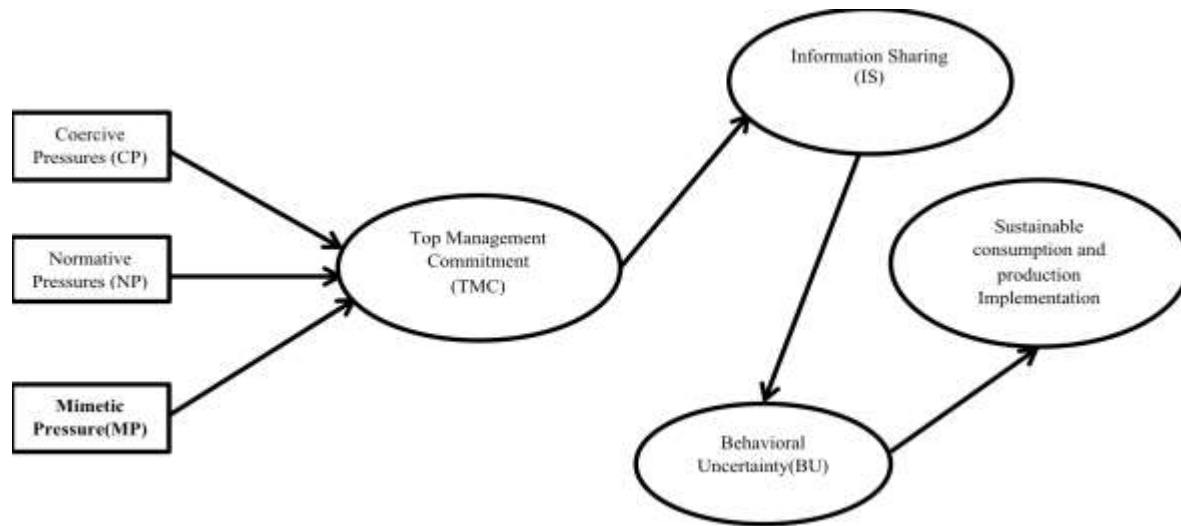 Information Sharing
(IS)
Coercive
Pressures (CP)
Normative
Pressures (NP)
Mimetic
Pressure(MP)
Top Management
Commitment
(TMC)
Sustainable
consumption and
production
Implementation
Behavioral
Uncertainty(BU)